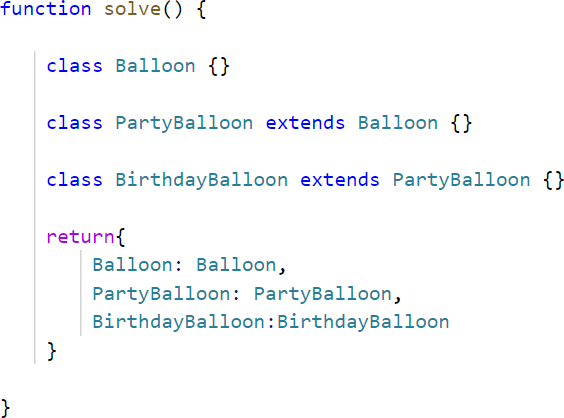 function solve() {
class Balloon {}
class PartyBalloon extends Balloon {}
class BirthdayBalloon extends PartyBalloon {}
return{
Balloon: Balloon,
PartyBalloon: PartyBalloon,
BirthdayBalloon:BirthdayBalloon
}
}